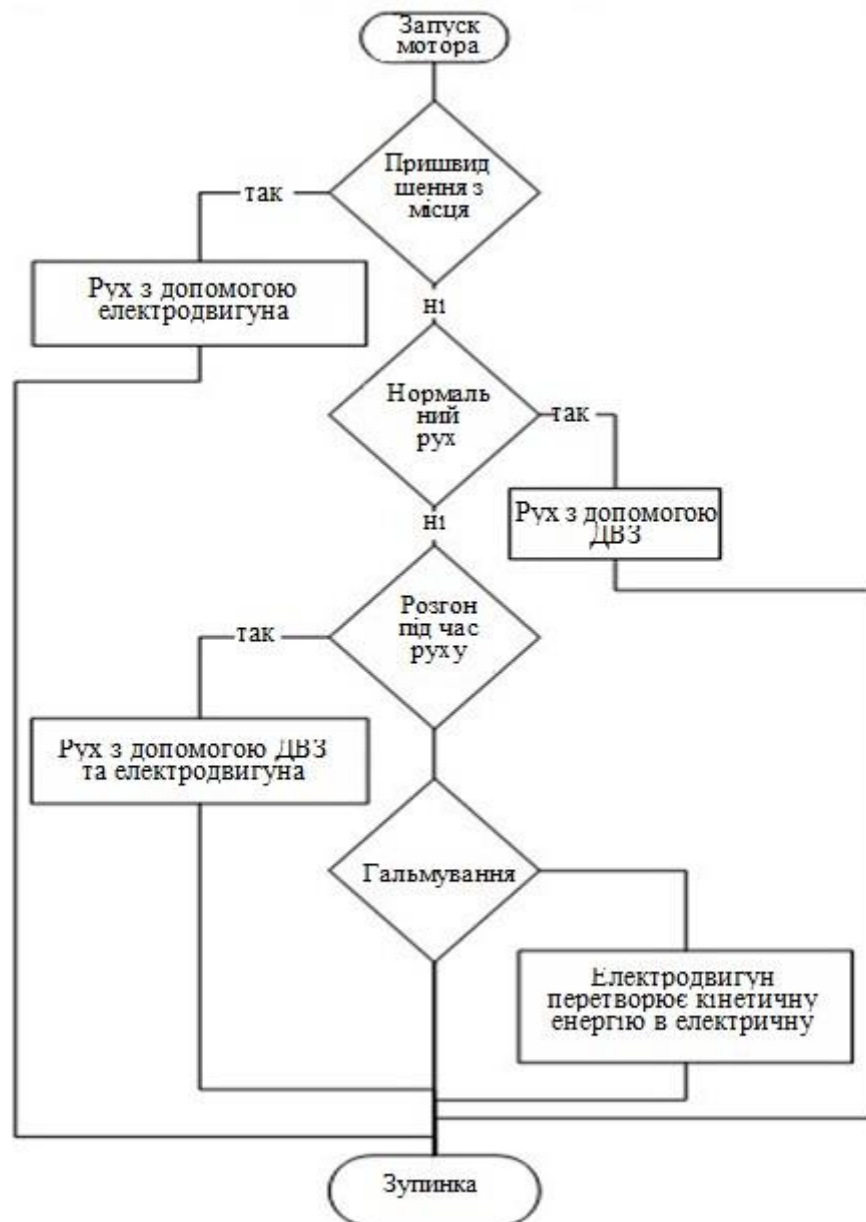 Запуск
мотора
Пришвид
шення з
місця
так
Рух з допомогою
електродвигуна
ні
Нормаль
ний
рух
так
Рух з допомогою
ДВЗ
ні
Розгон
під час
руху
так
Рух з допомогою ДВЗ
та електродвигуна
Гальмування
Електродвигун
перетворює кінетичну
енергію в електричну
Зупинка